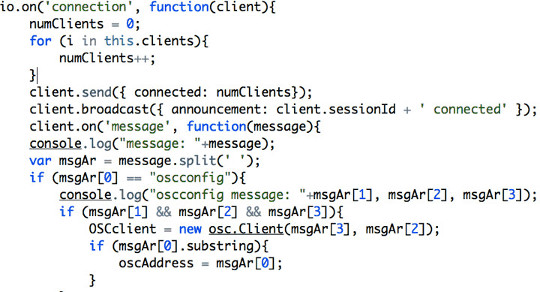 io.on('connection', function(client){
numClients = 0;
for (i in this.clients){
numClients++;
}
client.send({ connected: numClients});
client.broadcast({ announcement: client.sessionId + ' connected' });
client.on('message', function(message){
console.log("message: "+message);
var msgAr = message.split(' ');
if (msgAr[0] == "oscconfig"){
console.log("oscconfig message: "+msgAr[1], msgAr[2], msgAr[3]);
if (msgAr[1] && msgAr[2] && msgAr[3]){
OSCclient = new osc.Client(msgAr[3], msgAr[2]);
if (msgAr[0].substring){
oscAddress = msgAr[0];
}